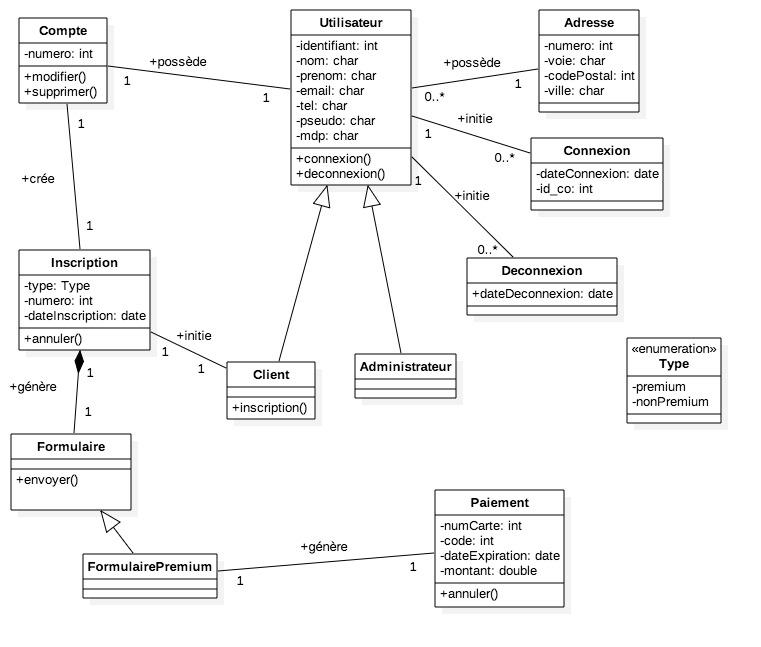 Compte
-numero: int
+modifier()
+supprimer()
+possède
1
1
Utilisateur
-identifiant: int
-nom: char
-prenom: char
-email: char
-tel: char
-pseudo: char
-mdp: char
+connexion()
+deconnexion()
+possède
0..*
1
Adresse
-numero: int
-voie: char
-codePostal: int
-ville: char
+initie
1
0..*
Connexion
-dateConnexion: date
-id_co: int
1
+initie
0..*
Deconnexion
+dateDeconnexion: date
1
+crée
1
Inscription
-type: Type
-numero: int
-dateInscription: date
+annuler()
+initie
1
1
Client
+inscription()
Administrateur
«enumeration»
Type
-premium
-nonPremium
+génère
1
1
Formulaire
+envoyer()
FormulairePremium
+génère
1
1
Paiement
-numCarte: int
-code: int
-dateExpiration: date
-montant: double
+annuler()